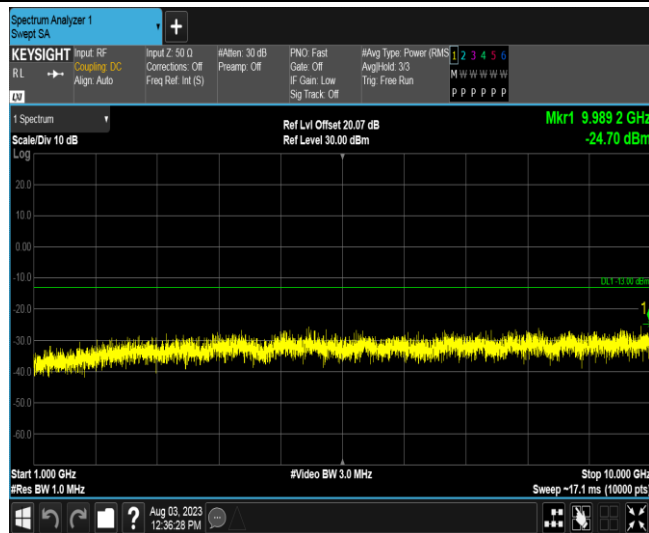 Spectrum Analyzer 1
Swept SA
KEYSIGHT
RL
Input: RF
Coupling: DC
Align: Auto
Input Z: 50 Ω
Corrections: Off
Freq Ref: Int (S)
#Atten: 30 dB
Preamp: Off
PNO: Fast
Gate: Off
IF Gain: Low
Sig Track: Off
#Avg Type: Power (RMS
Avg|Hold: 3/3
Trig: Free Run
1 2 3 4 5 6
M W W W W W
P P P P P P
1 Spectrum
Scale/Div 10 dB
Log
Ref Lvl Offset 20.07 dB
Ref Level 30.00 dBm
Mkr1 9.989 2 GHz
-24.70 dBm
20.0
10.0
0.00
-10.0
-20.0
-30.0
-40.0
-50.0
-60.0
DL1 -13.00 dBm
1
Start 1.000 GHz
#Res BW 1.0 MHz
#Video BW 3.0 MHz
Stop 10.000 GHz
Sweep ~17.1 ms (10000 pts)
?
Aug 03, 2023
12:36:28 PM